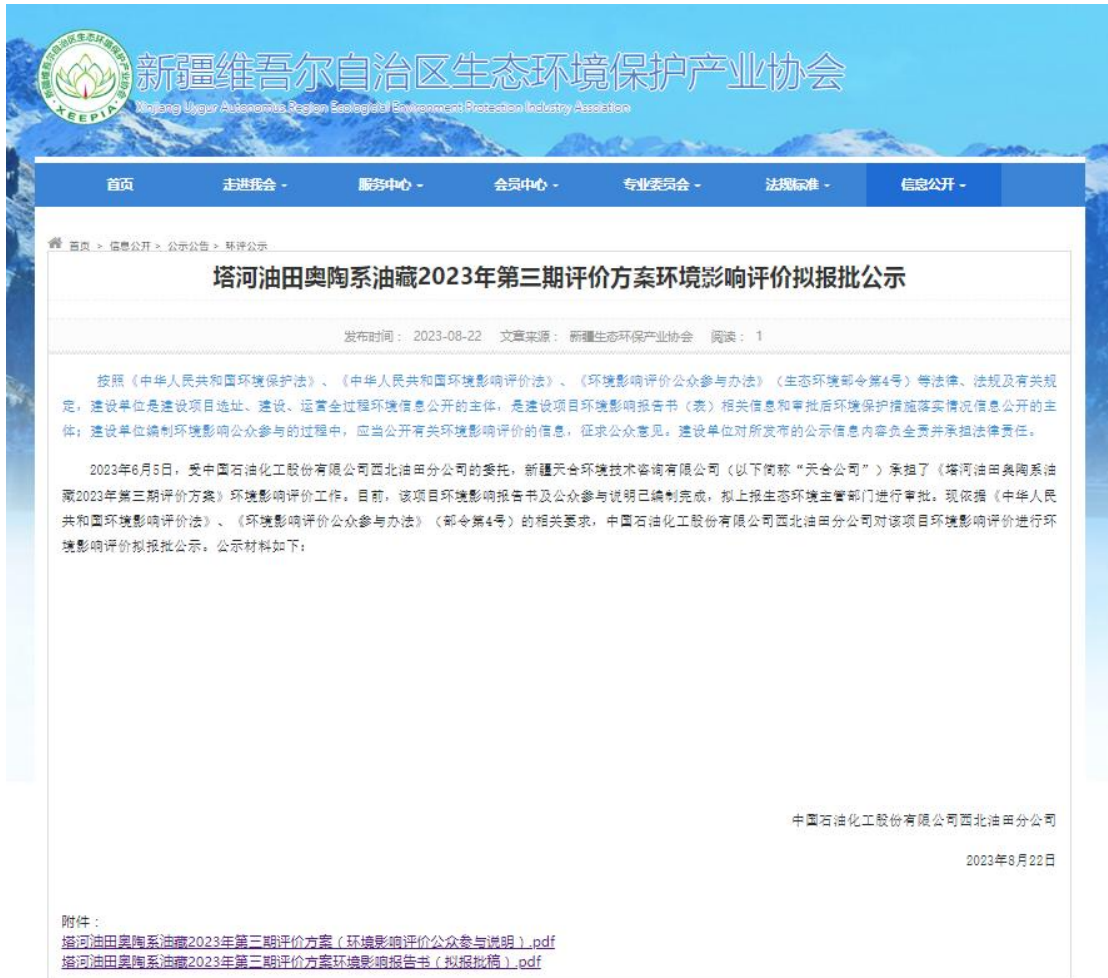 新疆维吾尔自治区生态环境保护产业协会
Xinjiang Uygur Autonomous Region Ecological Environment Protection Industry Assciation
XEEPIA
首页 走进我会 服务中心 会员中心 专业委员会 法规标准 信息公开
首页 > 信息公开 > 公示公告 > 环评公示
塔河油田奥陶系油藏2023年第三期评价方案环境影响评价拟报批公示
发布时间： 2023-08-22 文章来源： 新疆生态环保产业协会 阅读： 1
按照《中华人民共和国环境保护法》、《中华人民共和国环境影响评价法》、《环境影响评价公众参与办法》（生态环境部令第4号）等法律、法规及有关规
定，建设单位是建设项目选址、建设、运营全过程环境信息公开的主体，是建设项目环境影响报告书（表）相关信息和审批后环境保护措施落实情况信息公开的主
体；建设单位编制环境影响公众参与的过程中，应当公开有关环境影响评价的信息，征求公众意见。建设单位对所发布的公示信息内容负全责并承担法律责任。
2023年6月5日，受中国石油化工股份有限公司西北油田分公司的委托，新疆天合环境技术咨询有限公司（以下简称“天合公司”）承担了《塔河油田奥陶系油
藏2023年第三期评价方案》环境影响评价工作。目前，该项目环境影响报告书及公众参与说明已编制完成，拟上报生态环境主管部门进行审批。现依据《中华人民
共和国环境影响评价法》、《环境影响评价公众参与办法》（部令第4号）的相关要求，中国石油化工股份有限公司西北油田分公司对该项目环境影响评价进行环
境影响评价拟报批公示。公示材料如下：
中国石油化工股份有限公司西北油田分公司
2023年8月22日
附件：
塔河油田奥陶系油藏2023年第三期评价方案（环境影响评价公众参与说明）.pdf
塔河油田奥陶系油藏2023年第三期评价方案环境影响报告书（拟报批稿）.pdf